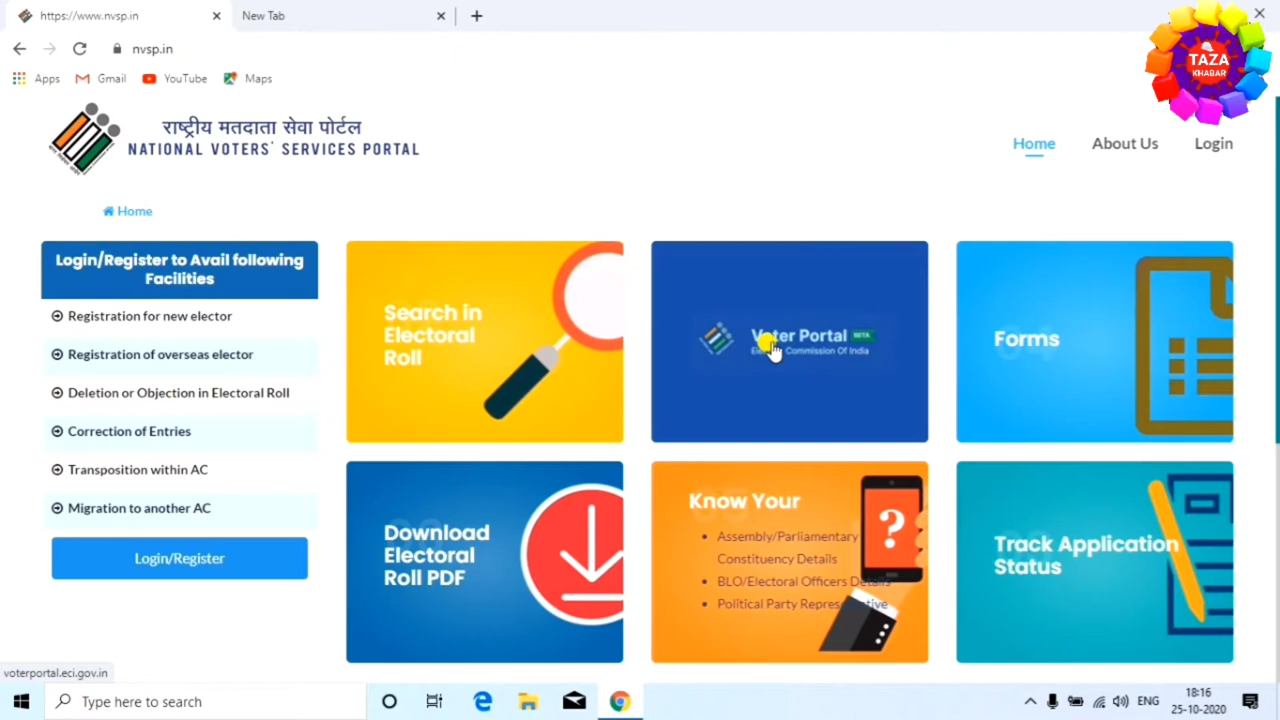 https://www.nvsp.in
New Tab
nvsp.in
Apps
Gmail
YouTube
Maps
TAZA
KHABAR
राष्ट्रीय मतदाता सेवा पोर्टल
NATIONAL VOTERS' SERVICES PORTAL
Home
About Us
Login
Home
Login/Register to Avail following
Facilities
Registration for new elector
Registration of overseas elector
Deletion or Objection in Electoral Roll
Correction of Entries
Transposition within AC
Migration to another AC
Login/Register
Search in
Electoral
Roll
Voter Portal BETA
Election Commission Of India
Forms
Download
Electoral
Roll PDF
Know Your
Assembly/Parliamentary
Constituency Details
BLO/Electoral Officers Details
Political Party Representative
?
Track Application
Status
voterportal.eci.gov.in
Type here to search
ENG
18:16
25-10-2020